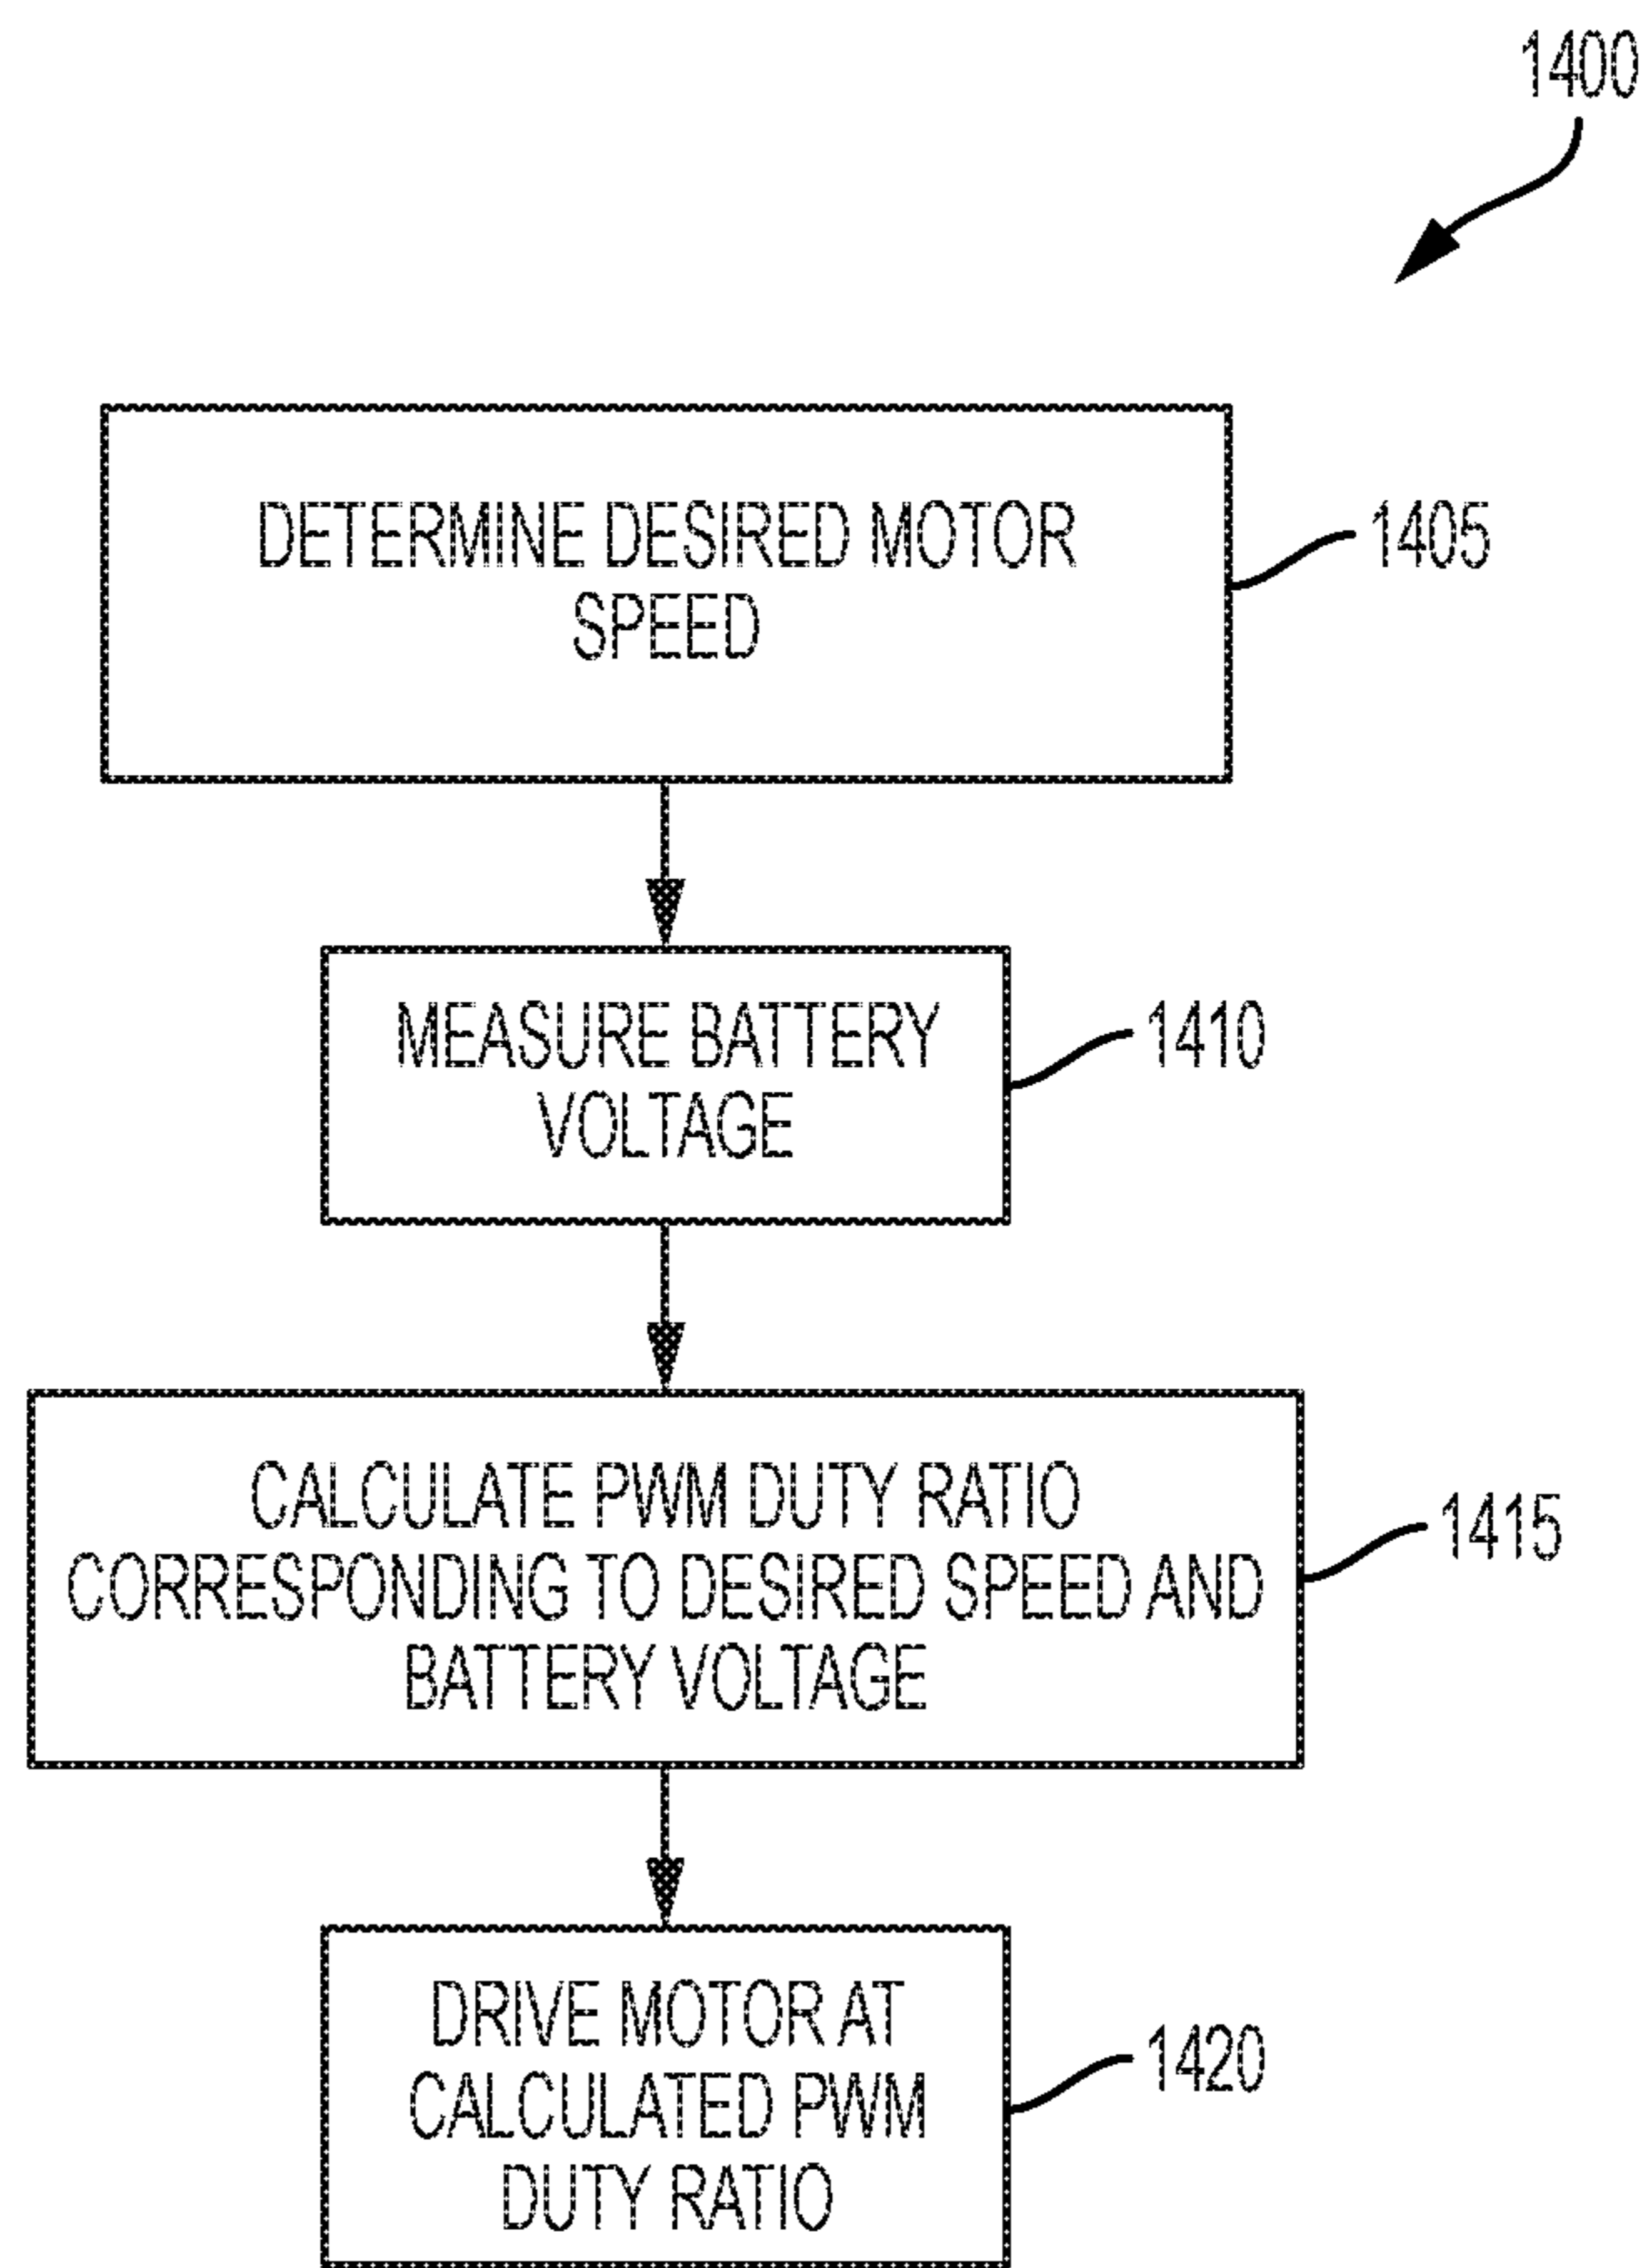 1400
DETERMINE DESIRED MOTOR
SPEED
1405
MEASURE BATTERY
VOLTAGE
1410
CALCULATE PWM DUTY RATIO
CORRESPONDING TO DESIRED SPEED AND
BATTERY VOLTAGE
1415
DRIVE MOTOR AT
CALCULATED PWM
DUTY RATIO
1420